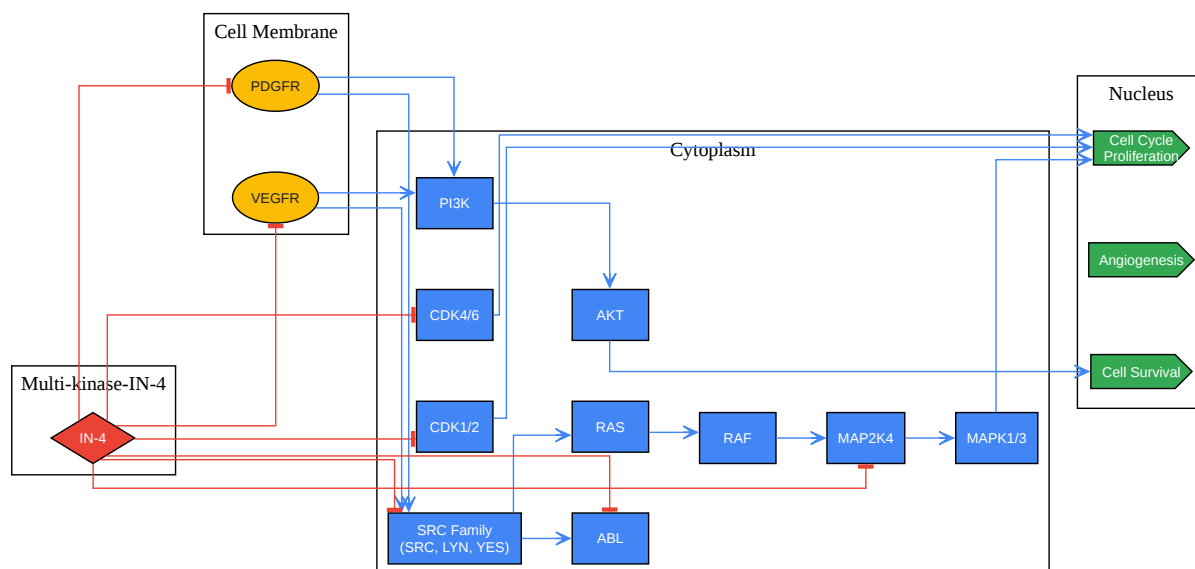 Cell Membrane
PDGFR
VEGFR
Cytoplasm
PI3K
CDK4/6
AKT
CDK1/2
RAS
RAF
MAP2K4
MAPK1/3
SRC Family
(SRC, LYN, YES)
ABL
Multi-kinase-IN-4
IN-4
Nucleus
Cell Cycle
Proliferation
Angiogenesis
Cell Survival